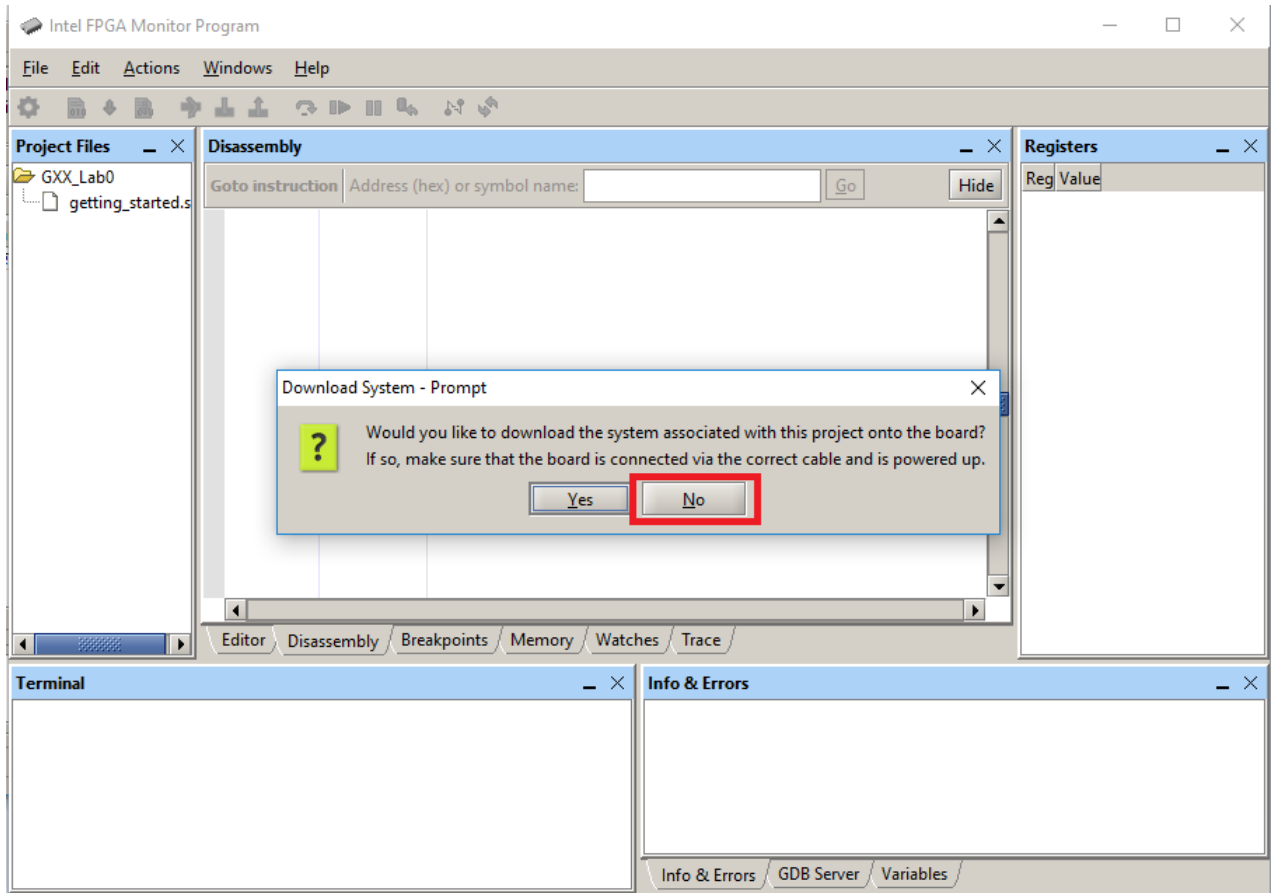 Intel FPGA Monitor Program
File Edit Actions Windows Help
Project Files
GXX_Lab0
getting_started.s
Disassembly
Goto instruction Address (hex) or symbol name: Go Hide
Registers
Reg Value
Download System - Prompt
? Would you like to download the system associated with this project onto the board?
If so, make sure that the board is connected via the correct cable and is powered up.
Yes No
Editor Disassembly Breakpoints Memory Watches Trace
Terminal
Info & Errors
Info & Errors GDB Server Variables